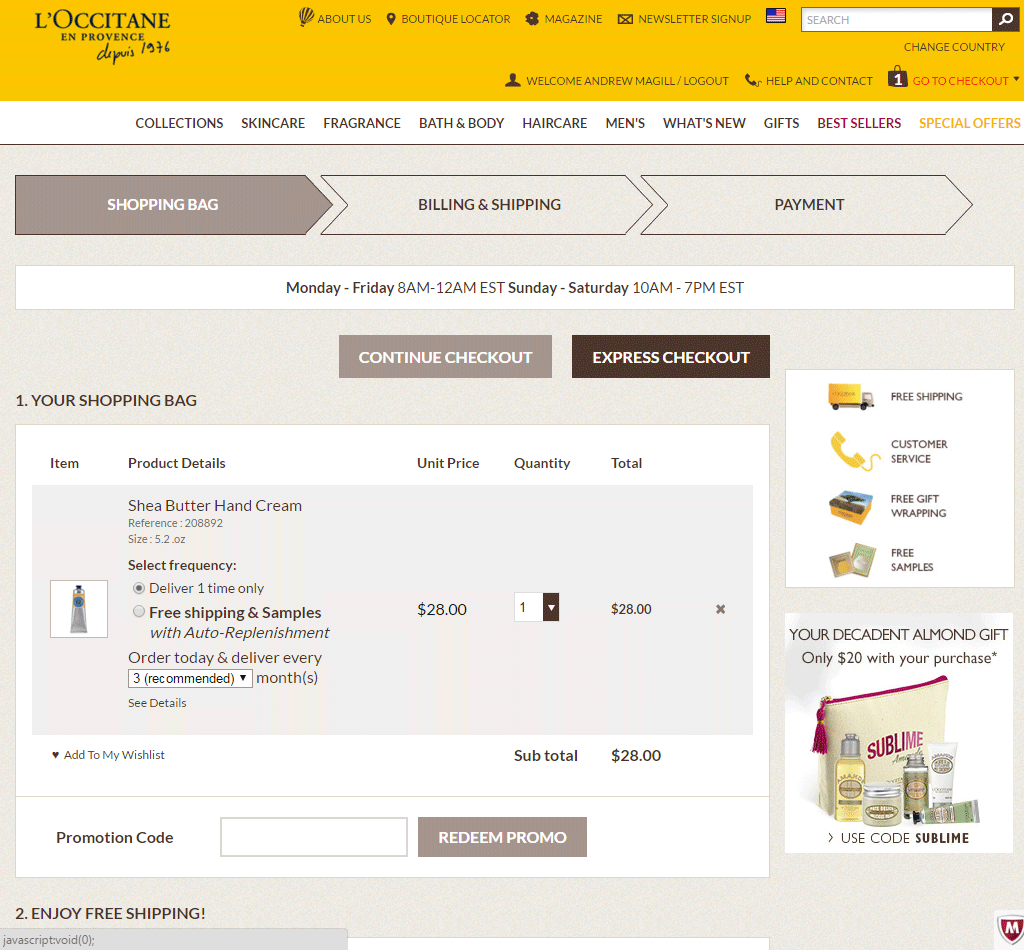 L'OCCITANE
EN PROVENCE
depuis 1976
ABOUT US
BOUTIQUE LOCATOR
MAGAZINE
NEWSLETTER SIGNUP
SEARCH
CHANGE COUNTRY
WELCOME ANDREW MAGILL / LOGOUT
HELP AND CONTACT
1
GO TO CHECKOUT
COLLECTIONS SKINCARE FRAGRANCE BATH & BODY HAIRCARE MEN'S WHAT'S NEW GIFTS BEST SELLERS SPECIAL OFFERS
SHOPPING BAG
BILLING & SHIPPING
PAYMENT
Monday - Friday 8AM-12AM EST Sunday - Saturday 10AM - 7PM EST
CONTINUE CHECKOUT
EXPRESS CHECKOUT
1. YOUR SHOPPING BAG
Item Product Details Unit Price Quantity Total
Shea Butter Hand Cream
Reference : 208892
Size : 5.2 .oz
Select frequency:
Deliver 1 time only
Free shipping & Samples
with Auto-Replenishment
Order today & deliver every
3 (recommended) month(s)
See Details
$28.00
1
$28.00
♥ Add To My Wishlist
Sub total $28.00
Promotion Code
REDEEM PROMO
2. ENJOY FREE SHIPPING!
javascript:void(0);
FREE SHIPPING
CUSTOMER
SERVICE
FREE GIFT
WRAPPING
FREE
SAMPLES
YOUR DECADENT ALMOND GIFT
Only $20 with your purchase*
SUBLIME
› USE CODE SUBLIME
M